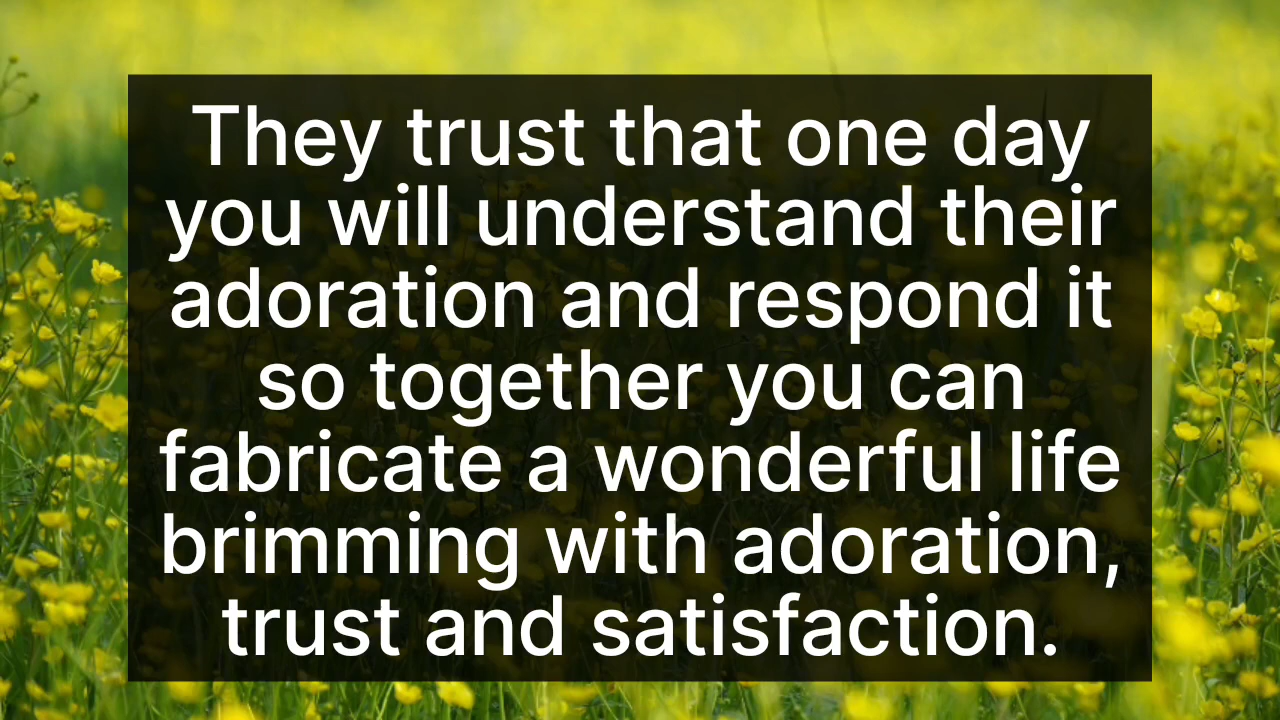 They trust that one day
you will understand their
adoration and respond it
so together you can
fabricate a wonderful life
brimming with adoration,
trust and satisfaction.